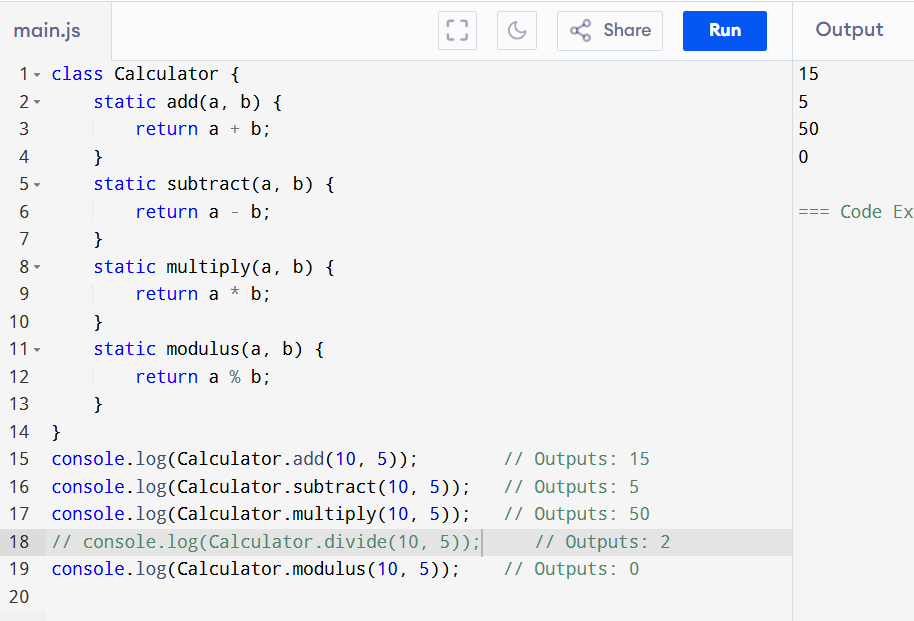 main.js Share Run Output
1 class Calculator {
2 static add(a, b) {
3 return a + b;
4 }
5 static subtract(a, b) {
6 return a - b;
7 }
8 static multiply(a, b) {
9 return a * b;
10 }
11 static modulus(a, b) {
12 return a % b;
13 }
14 }
15 console.log(Calculator.add(10, 5)); // Outputs: 15
16 console.log(Calculator.subtract(10, 5)); // Outputs: 5
17 console.log(Calculator.multiply(10, 5)); // Outputs: 50
18 // console.log(Calculator.divide(10, 5)); // Outputs: 2
19 console.log(Calculator.modulus(10, 5)); // Outputs: 0
20
15
5
50
0
=== Code Ex